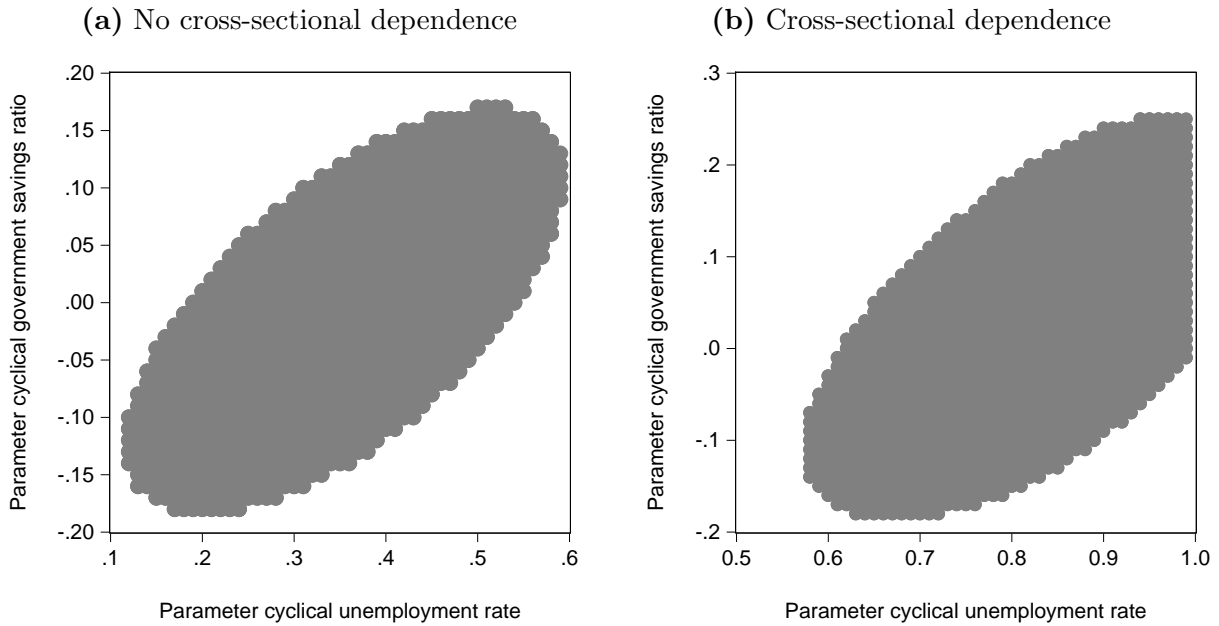 (a) No cross-sectional dependence
.20
.15
.10
.05
.00
-.05
-.10
-.15
-.20
.1 .2 .3 .4 .5 .6
Parameter cyclical government savings ratio
Parameter cyclical unemployment rate
(b) Cross-sectional dependence
.3
.2
.1
.0
-.1
-.2
0.5 0.6 0.7 0.8 0.9 1.0
Parameter cyclical government savings ratio
Parameter cyclical unemployment rate